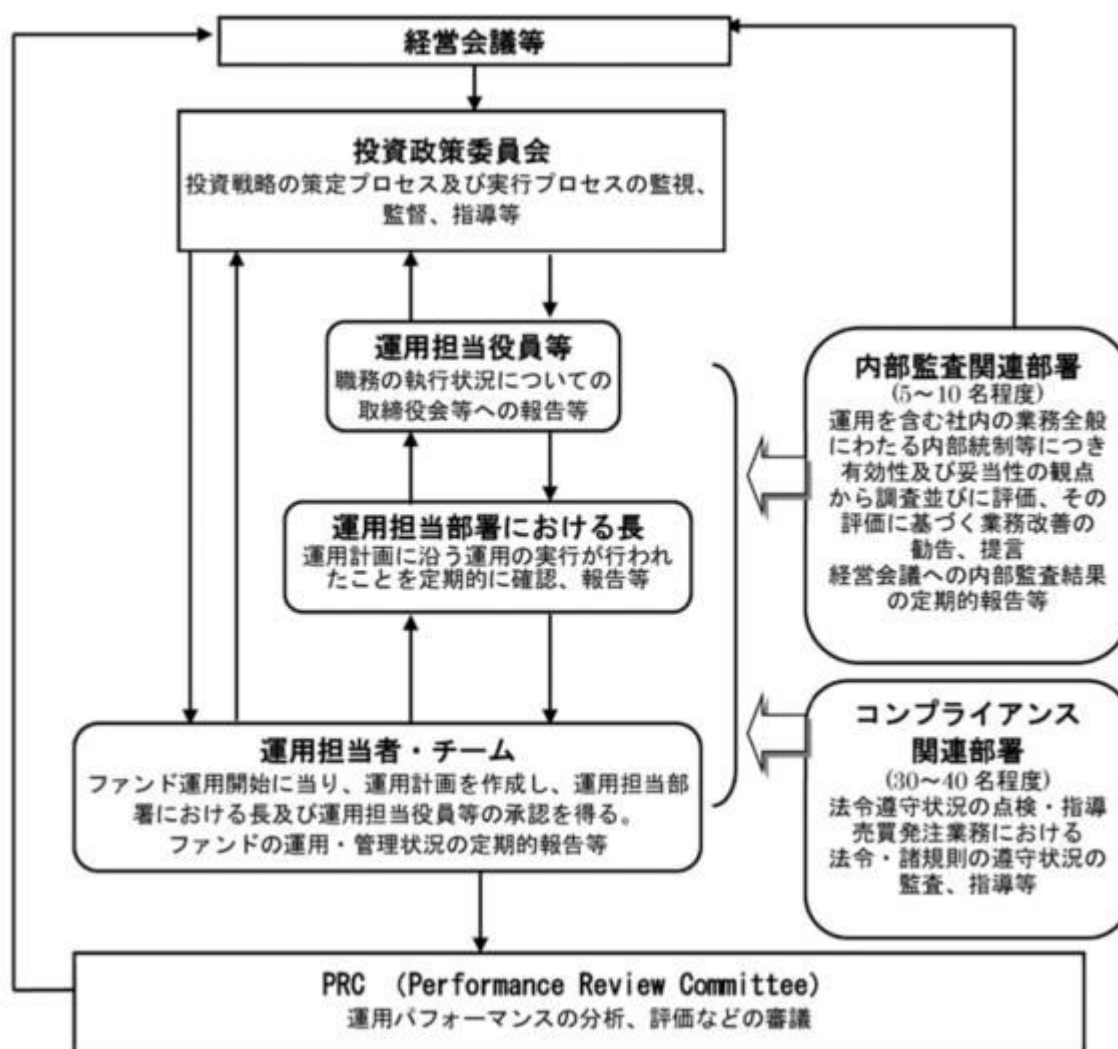 経営会議等
投資政策委員会
投資戦略の策定プロセス及び実行プロセスの監視、
監督、指導等
運用担当役員等
職務の執行状況についての
取締役会等への報告等
運用担当部署における長
運用計画に沿う運用の実行が行われ
たことを定期的に確認、報告等
運用担当者・チーム
ファンド運用開始に当り、運用計画を作成し、運用担当部
署における長及び運用担当役員等の承認を得る。
ファンドの運用・管理状況の定期的報告等
内部監査関連部署
(5～10 名程度)
運用を含む社内の業務全般
にわたる内部統制等につき
有効性及び妥当性の観点
から調査並びに評価、その
評価に基づく業務改善の
勧告、提言
経営会議への内部監査結果
の定期的報告等
コンプライアンス
関連部署
(30～40 名程度)
法令遵守状況の点検・指導
売買発注業務における
法令・諸規則の遵守状況の
監査、指導等
PRC （Performance Review Committee）
運用パフォーマンスの分析、評価などの審議